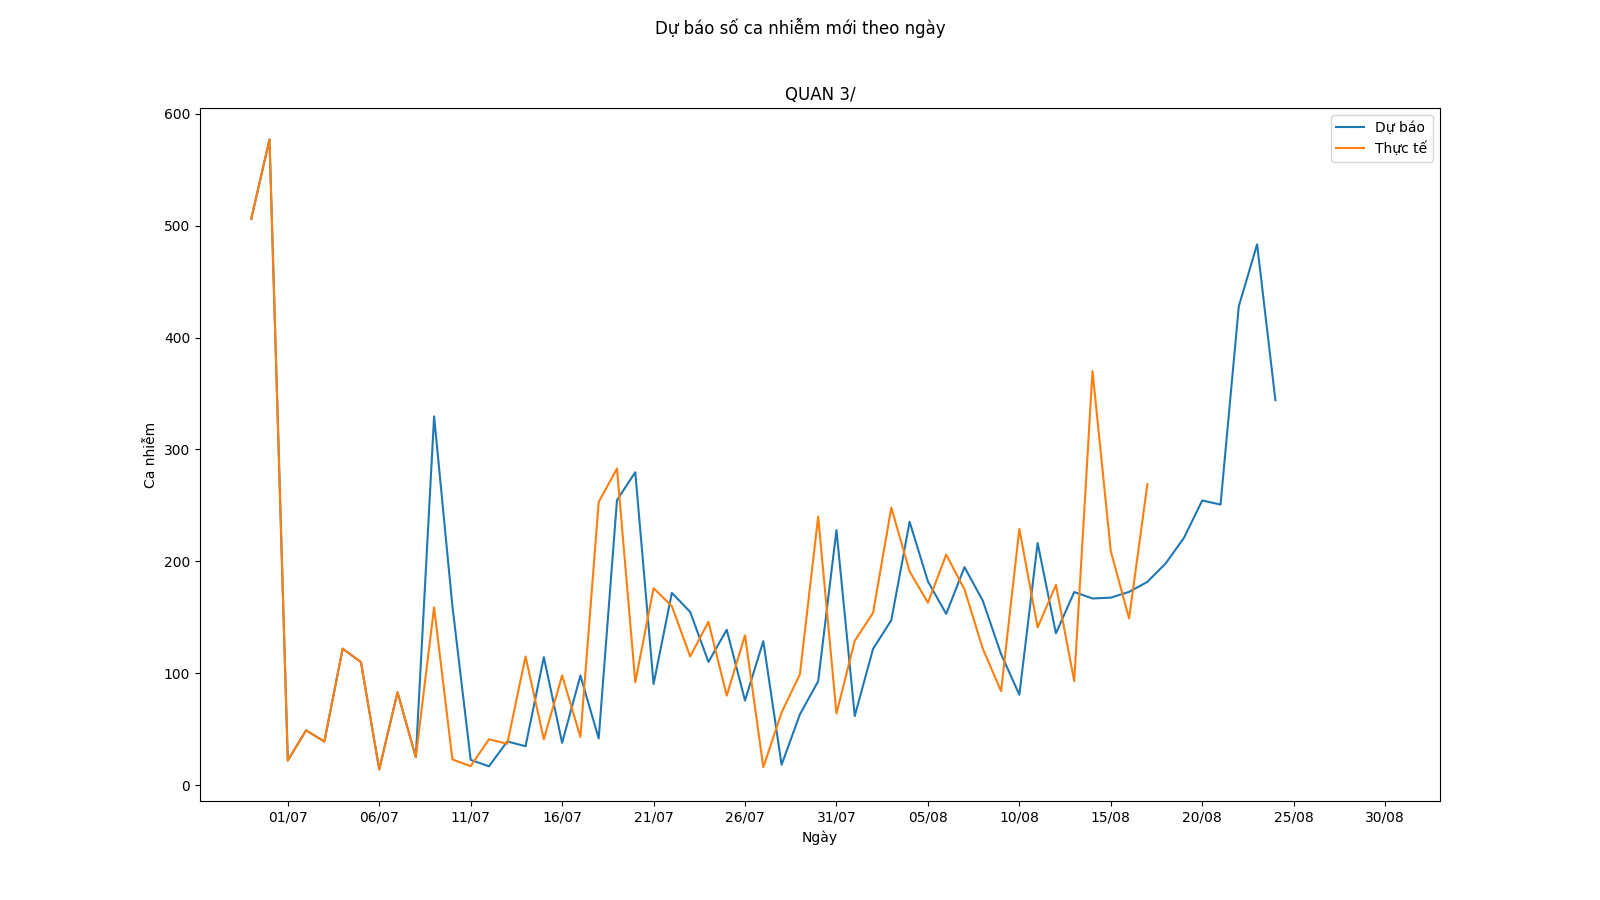 Dự báo số ca nhiễm mới theo ngày
QUAN 3/
Dự báo
Thực tế
600
500
400
300
200
100
0
Ca nhiễm
01/07 06/07 11/07 16/07 21/07 26/07 31/07 05/08 10/08 15/08 20/08 25/08 30/08
Ngày